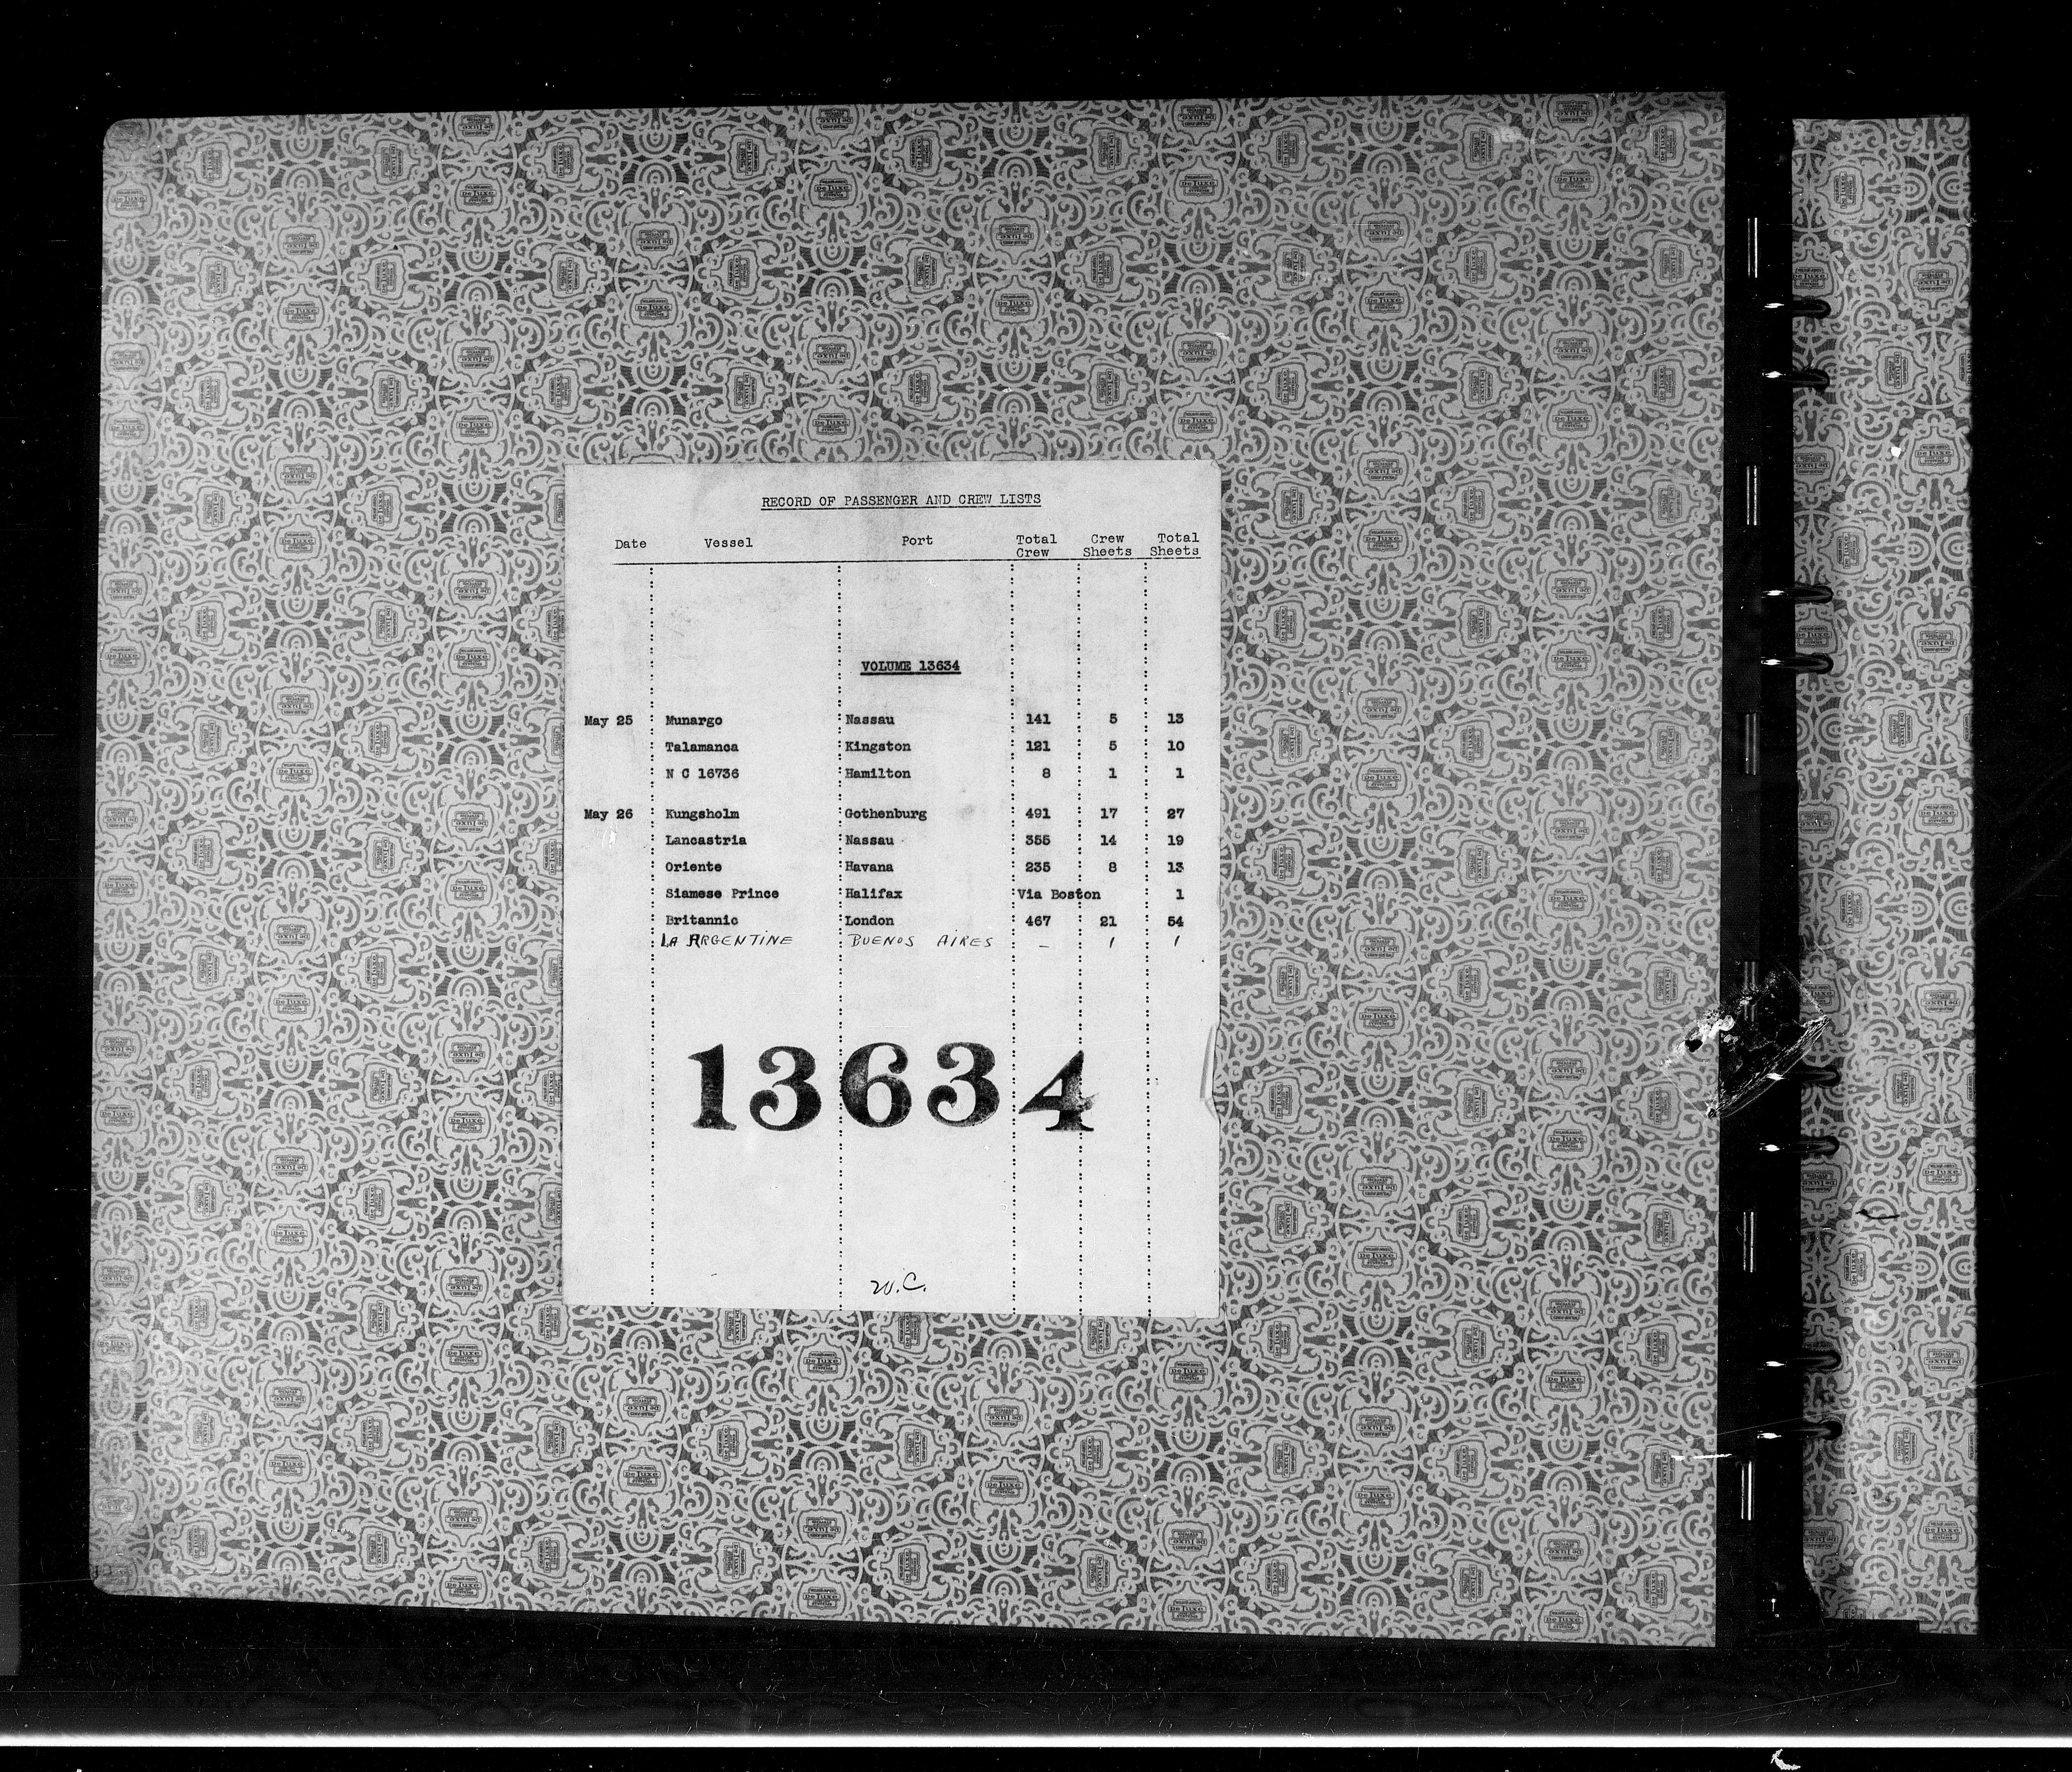 RECORD OF PASSENGER AND CREW LISTS
Date Vessel Port Total Crew Crew Sheets Total Sheets
VOLUME 13634
May 25 Munargo Nassau 141 5 13
Talamanca Kingston 121 5 10
N C 16736 Hamilton 8 1 1
May 26 Kungsholm Gothenburg 491 17 27
Lancastria Nassau 355 14 19
Oriente Havana 235 8 13
Siamese Prince Halifax Via Boston 1
Britannic London 467 21 54
LA ARGENTINE BUENOS AIRES - 1 1
13634
W.C.
De Luxe